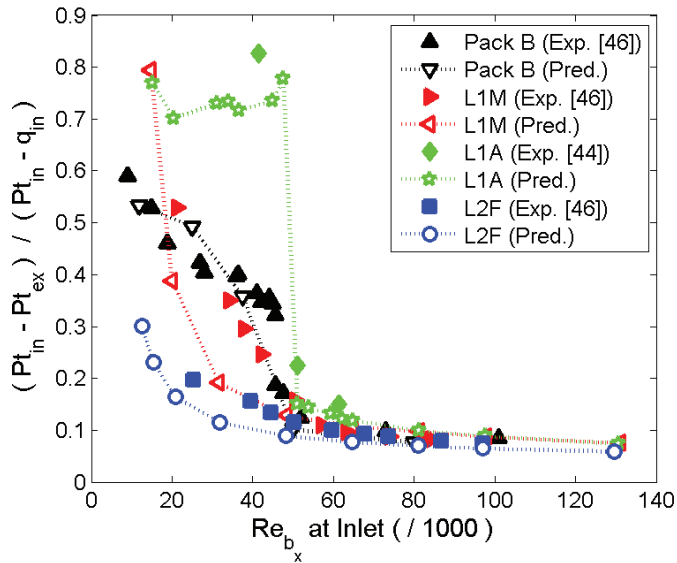 0.9
0.8
0.7
0.6
0.5
0.4
0.3
0.2
0.1
0
0 20 40 60 80 100 120 140
(Pt_in - Pt_ex) / (Pt_in - q_in)
Re_b_x at Inlet ( / 1000)
Pack B (Exp. [46])
Pack B (Pred.)
L1M (Exp. [46])
L1M (Pred.)
L1A (Exp. [44])
L1A (Pred.)
L2F (Exp. [46])
L2F (Pred.)